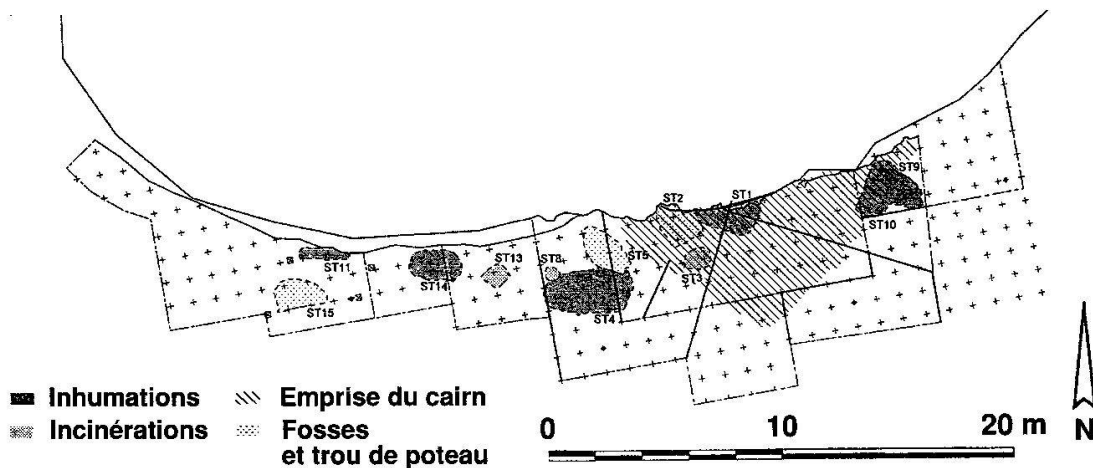 ST9
ST2
ST1
ST10
ST5
ST13
ST8
ST3
ST11
ST14
ST15
ST4
Inhumations
Emprise du cairn
Incinérations
Fosses
et trou de poteau
0
10
20 m
N